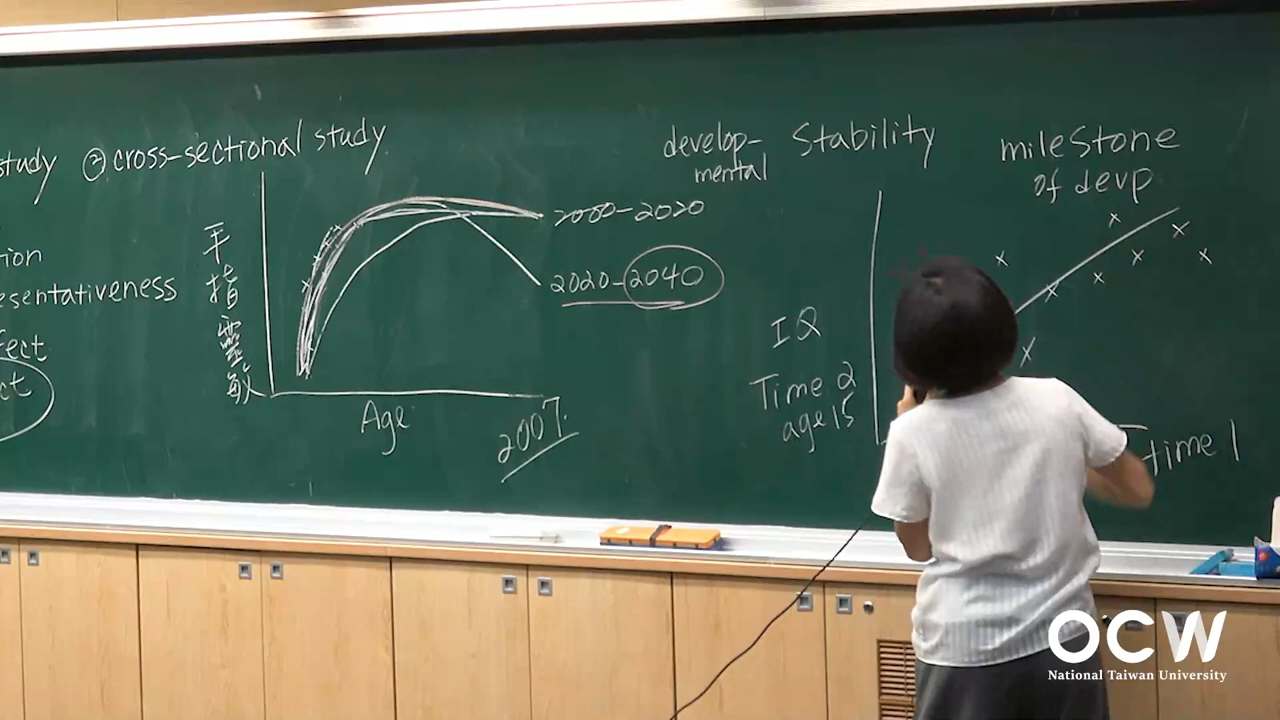 study
② cross-sectional study
tion
esentativeness
fect
ct
手指靈敏
Age
2007.
2000-2020
2020-2040
develop-
mental
Stability
mileStone
of devp
IQ
Time 2
age 15
time 1
OCW
National Taiwan University